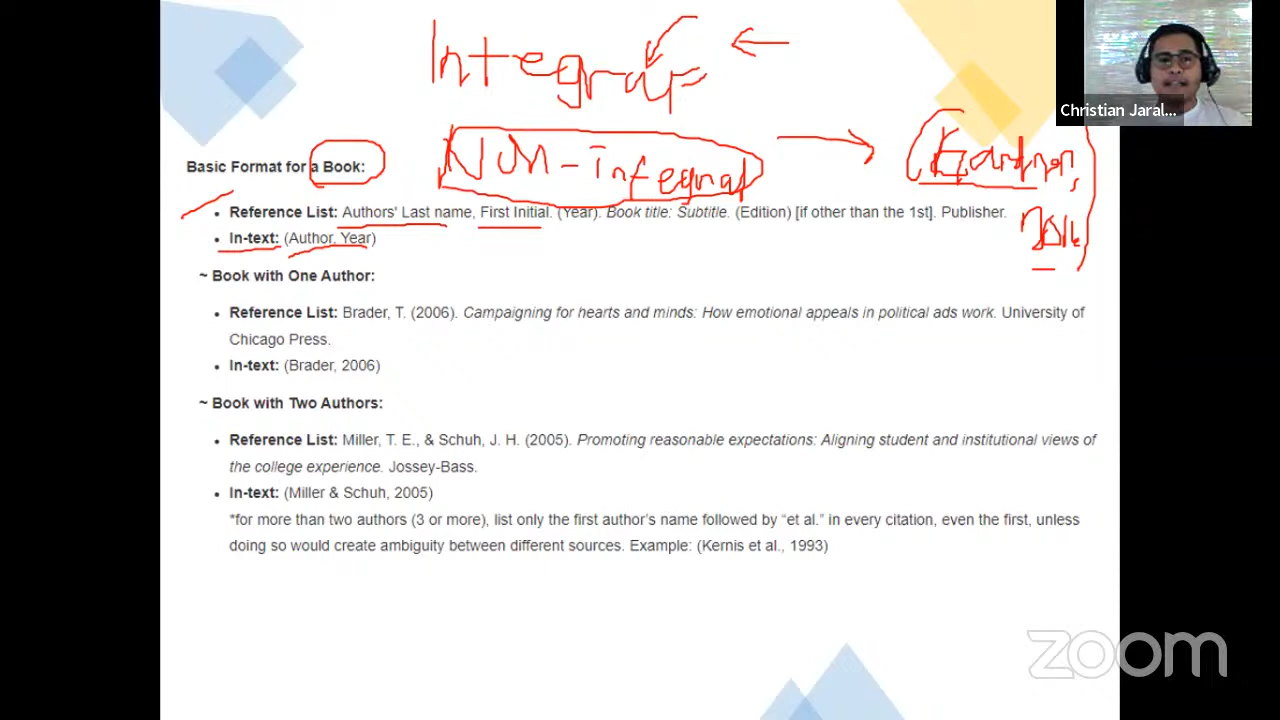 Integral
Christian Jaral...
Non-integral
Basic Format for a Book:
• Reference List: Authors' Last name, First Initial. (Year). Book title: Subtitle. (Edition) [if other than the 1st]. Publisher.
• In-text: (Author, Year)
~ Book with One Author:
• Reference List: Brader, T. (2006). Campaigning for hearts and minds: How emotional appeals in political ads work. University of
Chicago Press.
• In-text: (Brader, 2006)
~ Book with Two Authors:
• Reference List: Miller, T. E., & Schuh, J. H. (2005). Promoting reasonable expectations: Aligning student and institutional views of
the college experience. Jossey-Bass.
• In-text: (Miller & Schuh, 2005)
*for more than two authors (3 or more), list only the first author's name followed by “et al.” in every citation, even the first, unless
doing so would create ambiguity between different sources. Example: (Kernis et al., 1993)
zoom